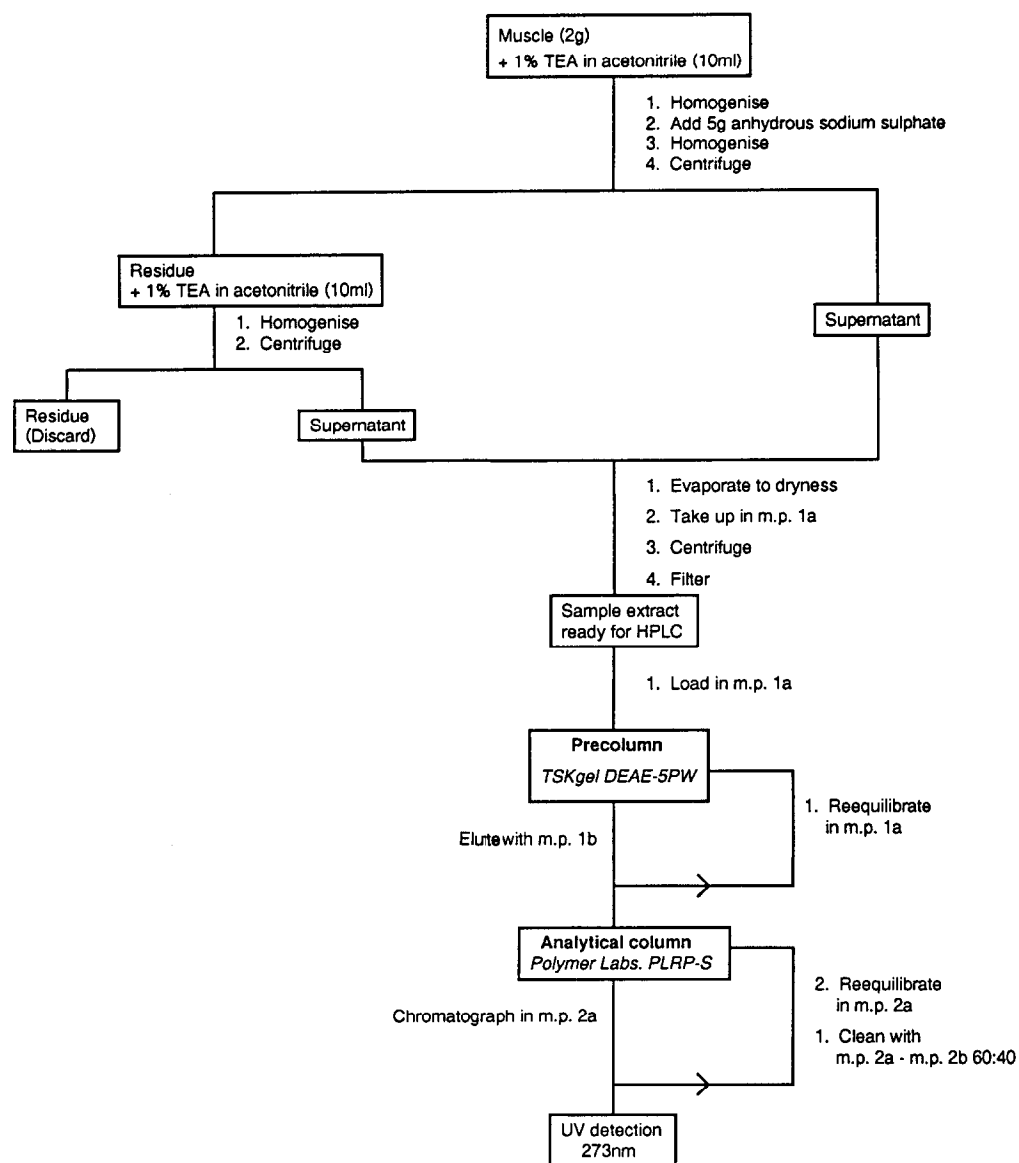 Muscle (2g)
+ 1% TEA in acetonitrile (10ml)
1. Homogenise
2. Add 5g anhydrous sodium sulphate
3. Homogenise
4. Centrifuge
Residue
+ 1% TEA in acetonitrile (10ml)
1. Homogenise
2. Centrifuge
Supernatant
Residue
(Discard)
Supernatant
1. Evaporate to dryness
2. Take up in m.p. 1a
3. Centrifuge
4. Filter
Sample extract
ready for HPLC
1. Load in m.p. 1a
Precolumn
TSKgel DEAE-5PW
1. Reequilibrate
in m.p. 1a
Elute with m.p. 1b
Analytical column
Polymer Labs. PLRP-S
2. Reequilibrate
in m.p. 2a
Chromatograph in m.p. 2a
1. Clean with
m.p. 2a - m.p. 2b 60:40
UV detection
273nm